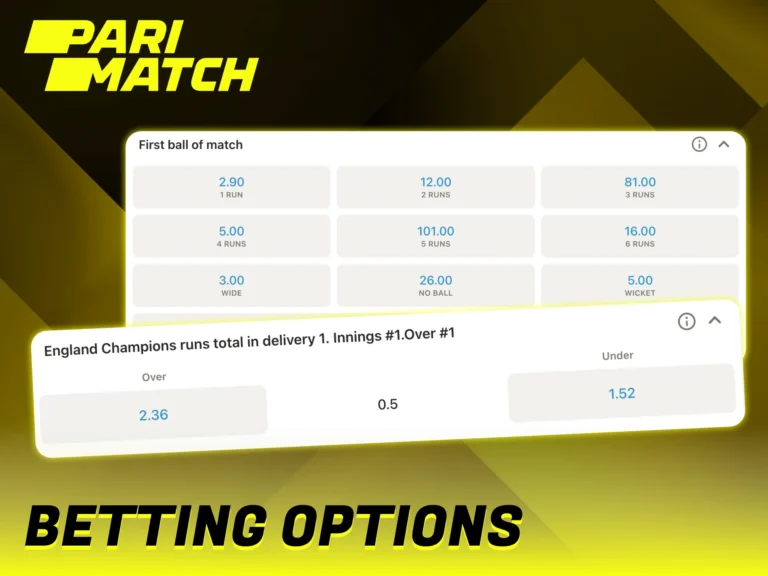 PARI
MATCH
First ball of match
2.90 12.00 81.00
1 RUN 2 RUNS 3 RUNS
5.00 101.00 16.00
4 RUNS 5 RUNS 6 RUNS
3.00 26.00 5.00
WIDE NO BALL WICKET
England Champions runs total in delivery 1. Innings #1.Over #1
Over Under
2.36 0.5 1.52
BETTING OPTIONS